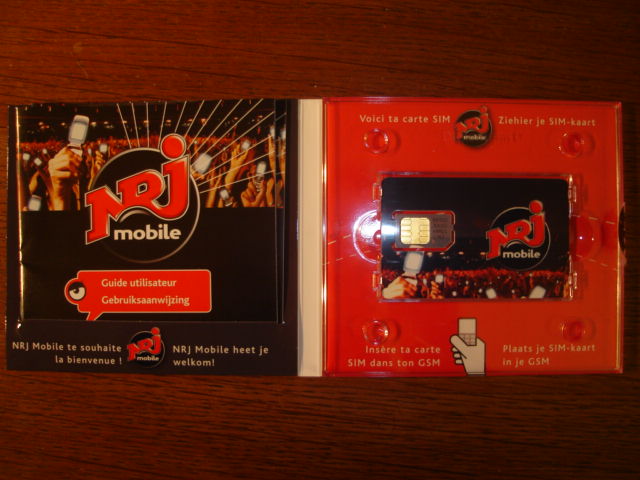 NRJ
mobile
Guide utilisateur
Gebruiksaanwijzing
NRJ Mobile te souhaite
la bienvenue !
NRJ
mobile
NRJ Mobile heet je
welkom!
Voici ta carte SIM
NRJ
mobile
Ziehier je SIM-kaart
NRJ
mobile
Insère ta carte
SIM dans ton GSM
Plaats je SIM-kaart
in je GSM